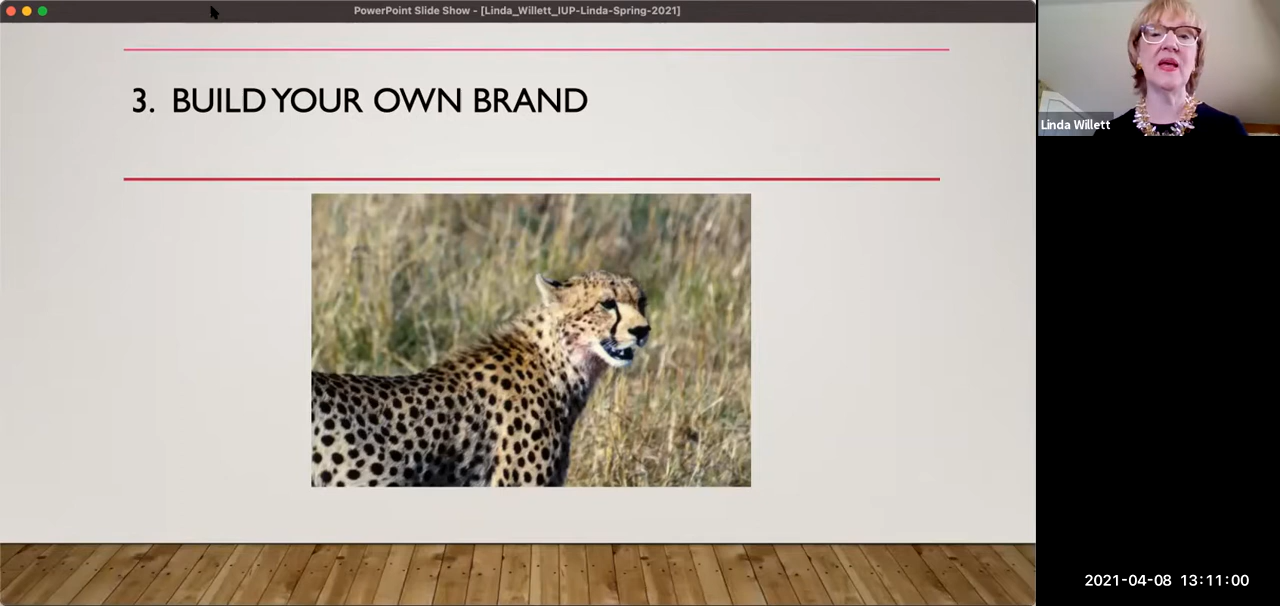 PowerPoint Slide Show - [Linda_Willett_IUP-Linda-Spring-2021]
3. BUILD YOUR OWN BRAND
Linda Willett
2021-04-08 13:11:00